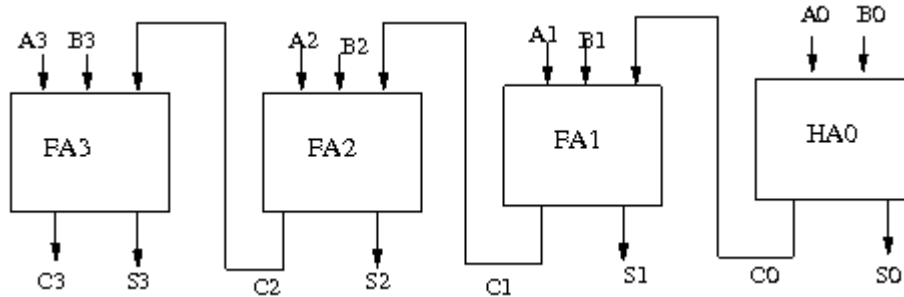 A3 B3 A2 B2 A1 B1 A0 B0
FA3 FA2 FA1 HA0
C3 S3 C2 S2 C1 S1 C0 S0